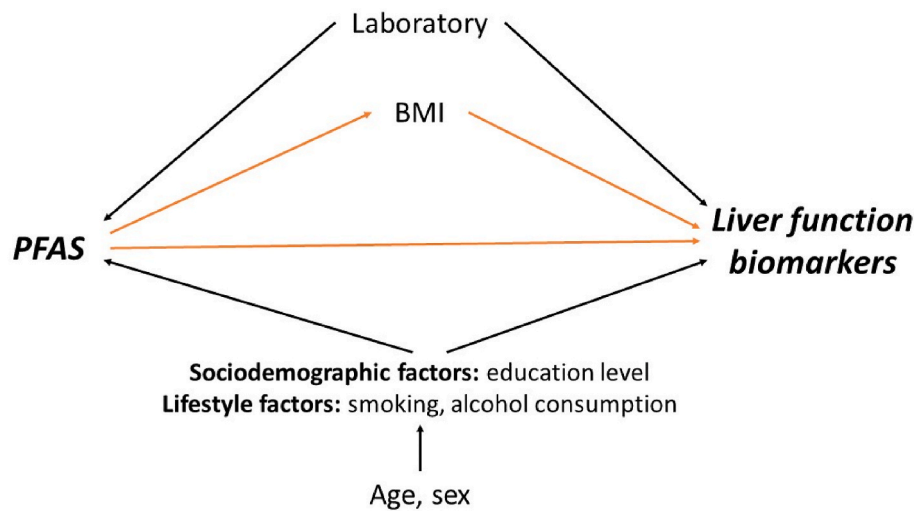 Laboratory
BMI
PFAS
Liver function
biomarkers
Sociodemographic factors: education level
Lifestyle factors: smoking, alcohol consumption
Age, sex